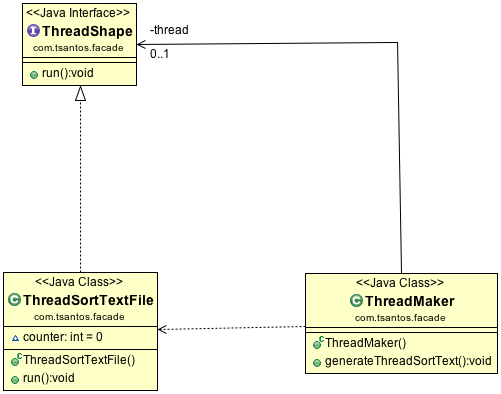 <<Java Interface>>
ThreadShape
com.tsantos.facade
run():void
-thread
0..1
<<Java Class>>
ThreadSortTextFile
com.tsantos.facade
counter: int = 0
ThreadSortTextFile()
run():void
<<Java Class>>
ThreadMaker
com.tsantos.facade
ThreadMaker()
generateThreadSortText():void